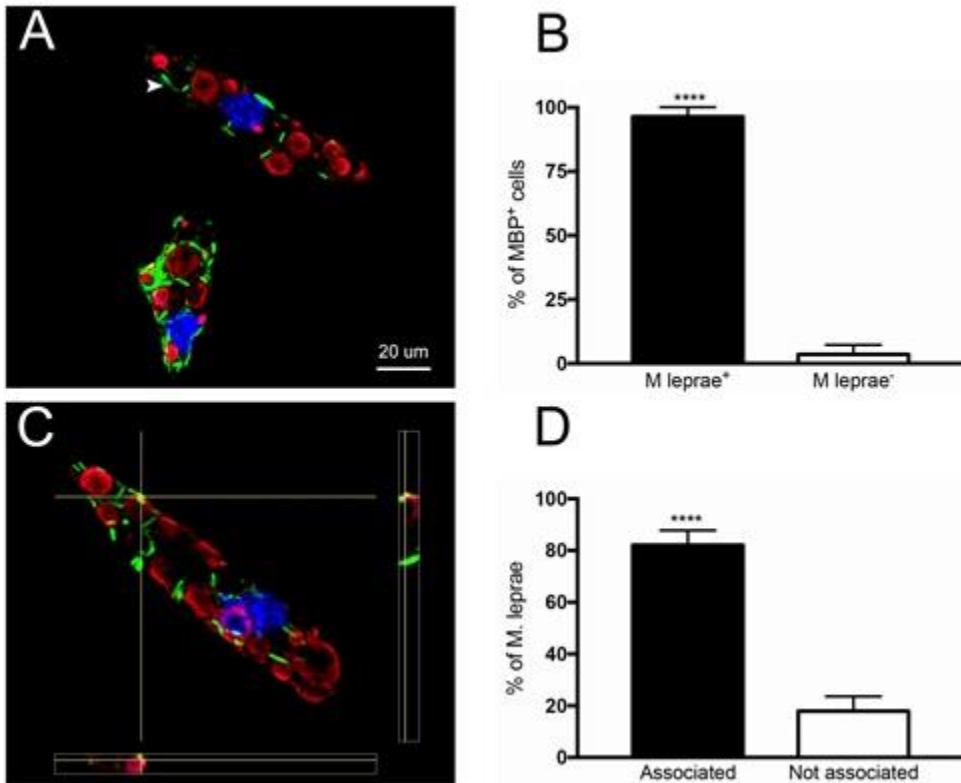 A
20 um
B
% of MBP⁺ cells
100
75
50
25
0
****
M leprae⁺
M leprae⁻
C
D
% of M. leprae
100
80
60
40
20
0
****
Associated
Not associated